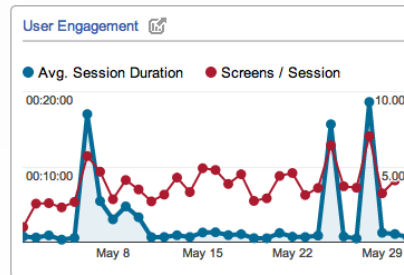 User Engagement
Avg. Session Duration Screens / Session
00:20:00 10.00
00:10:00 5.00
May 8 May 15 May 22 May 29